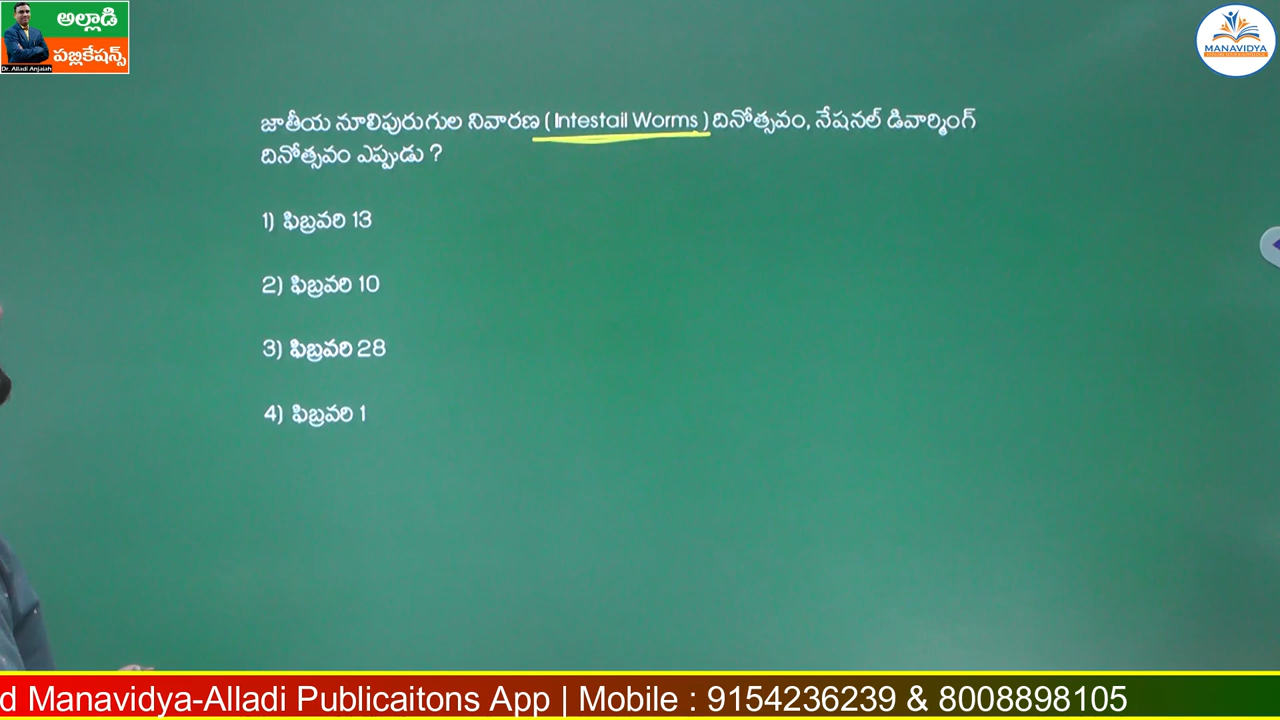 అల్లాడి
పబ్లికేషన్స్
Dr. Alladi Anjaiah
MANAVIDYA
జాతీయ నూలిపురుగుల నివారణ ( Intestail Worms ) దినోత్సవం, నేషనల్ డివార్మింగ్
దినోత్సవం ఎప్పుడు ?
1) ఫిబ్రవరి 13
2) ఫిబ్రవరి 10
3) ఫిబ్రవరి 28
4) ఫిబ్రవరి 1
d Manavidya-Alladi Publicaitons App | Mobile : 9154236239 & 8008898105